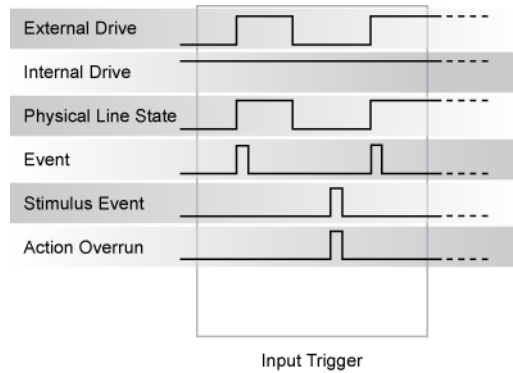 External Drive
Internal Drive
Physical Line State
Event
Stimulus Event
Action Overrun
Input Trigger